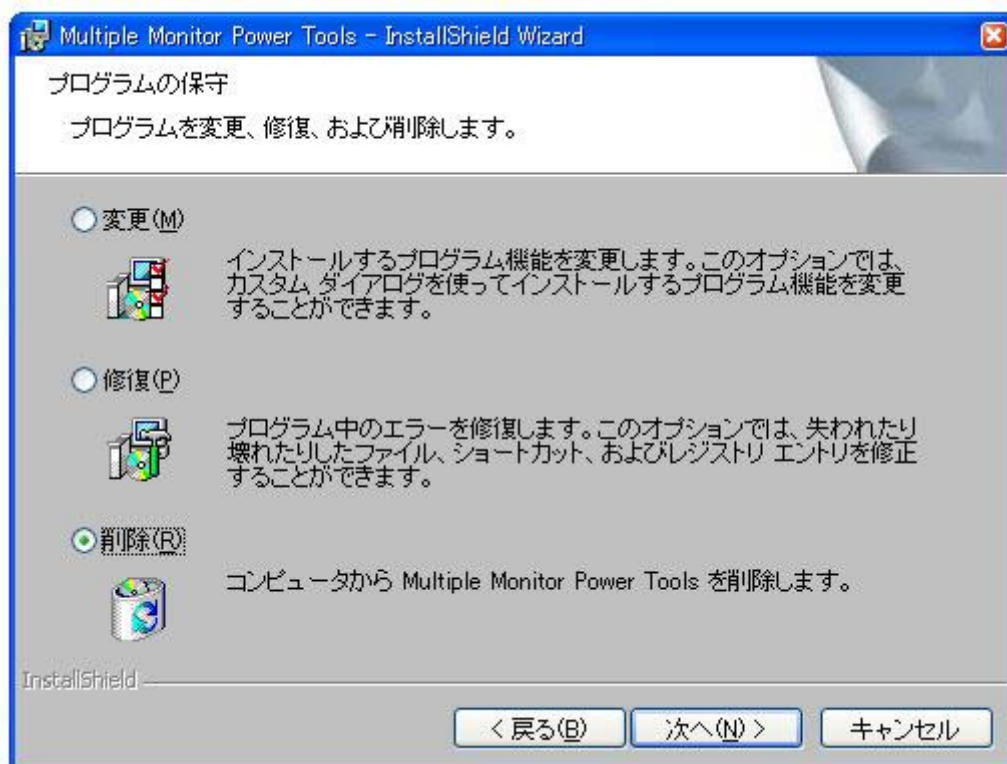 Multiple Monitor Power Tools - InstallShield Wizard
プログラムの保守
プログラムを変更、修復、および削除します。
変更(M)
インストールするプログラム機能を変更します。このオプションでは、
カスタム ダイアログを使ってインストールするプログラム機能を変更
することができます。
修復(P)
プログラム中のエラーを修復します。このオプションでは、失われたり
壊れたりしたファイル、ショートカット、およびレジストリ エントリを修正
することができます。
削除(R)
コンピュータから Multiple Monitor Power Tools を削除します。
InstallShield
< 戻る(B)
次へ(N) >
キャンセル